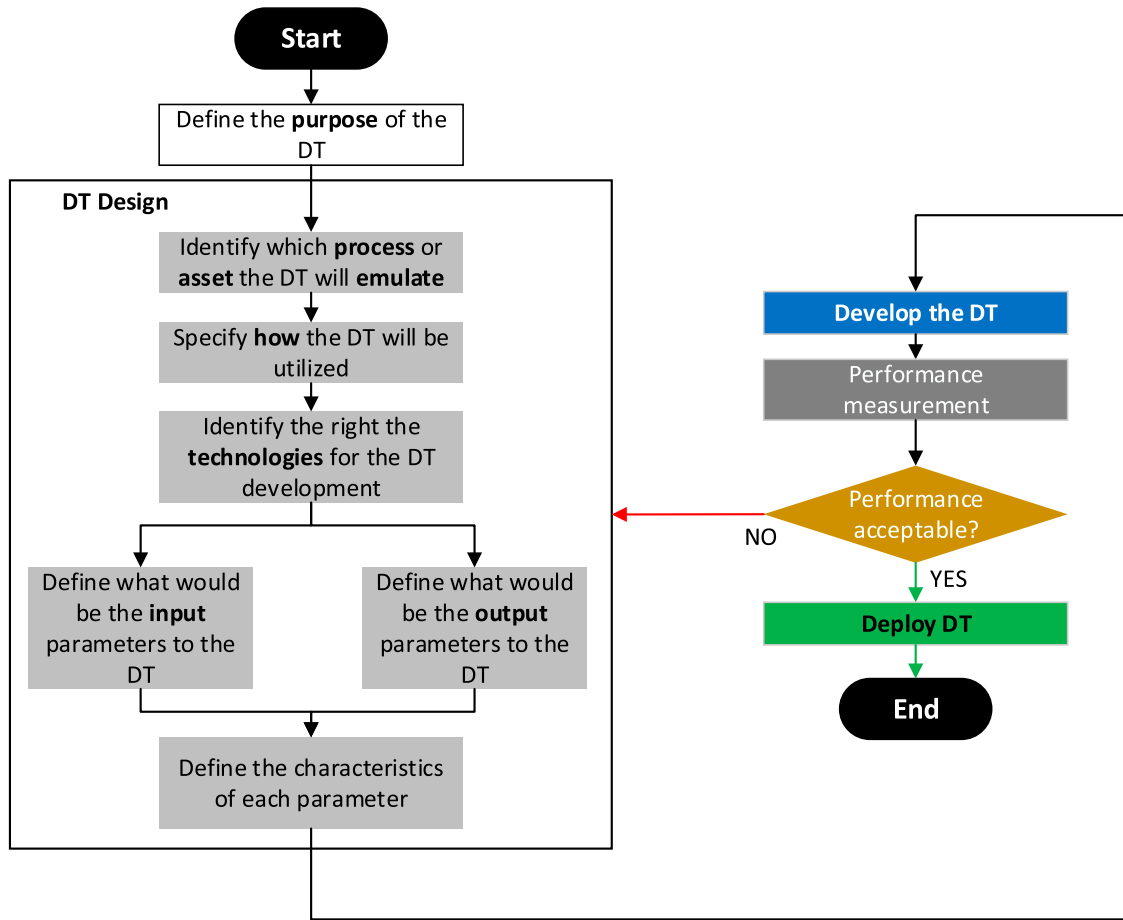 Start
Define the purpose of the
DT
DT Design
Identify which process or
asset the DT will emulate
Specify how the DT will be
utilized
Identify the right the
technologies for the DT
development
Define what would
be the input
parameters to the
DT
Define what would
be the output
parameters to the
DT
Define the characteristics
of each parameter
Develop the DT
Performance
measurement
Performance
acceptable?
NO
YES
Deploy DT
End